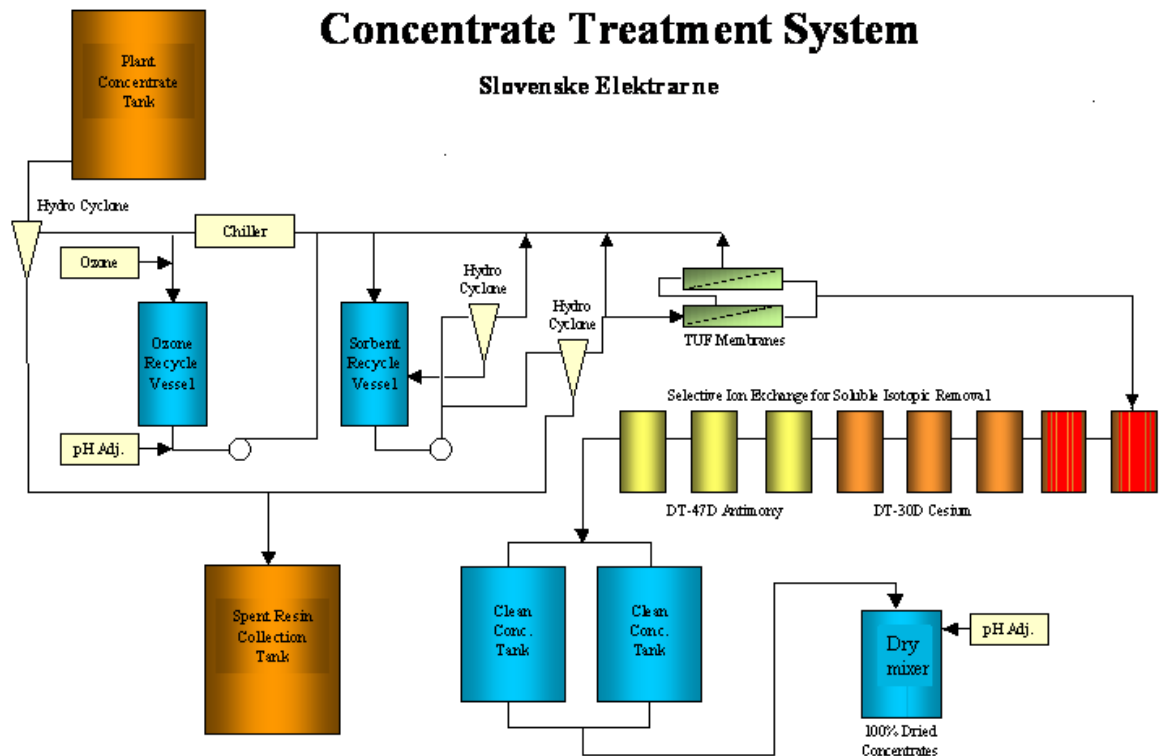 Concentrate Treatment System
Slovenske Elektrarne
Plant
Concentrate
Tank
Hydro Cyclone
Chiller
Ozone
Hydro
Cyclone
Hydro
Cyclone
Ozone
Recycle
Vessel
Sorbent
Recycle
Vessel
TUF Membranes
Selective Ion Exchange for Soluble Isotopic Removal
pH Adj.
DT-47D Antimony
DT-30D Cesium
Spent Resin
Collection
Tank
Clean
Conc.
Tank
Clean
Conc.
Tank
Dry
mixer
pH Adj.
100% Dried
Concentrates